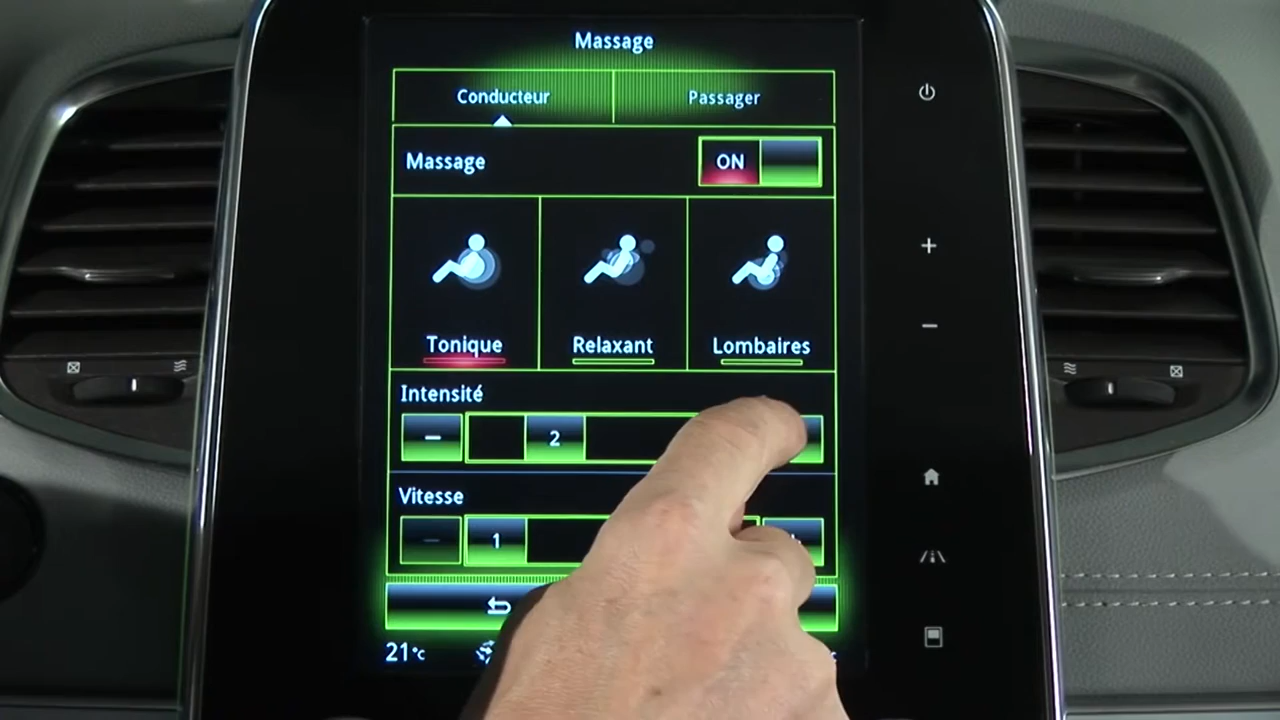 Massage
Conducteur Passager
Massage ON
Tonique Relaxant Lombaires
Intensité
− 2
Vitesse
− 1 +
21°c
+
−